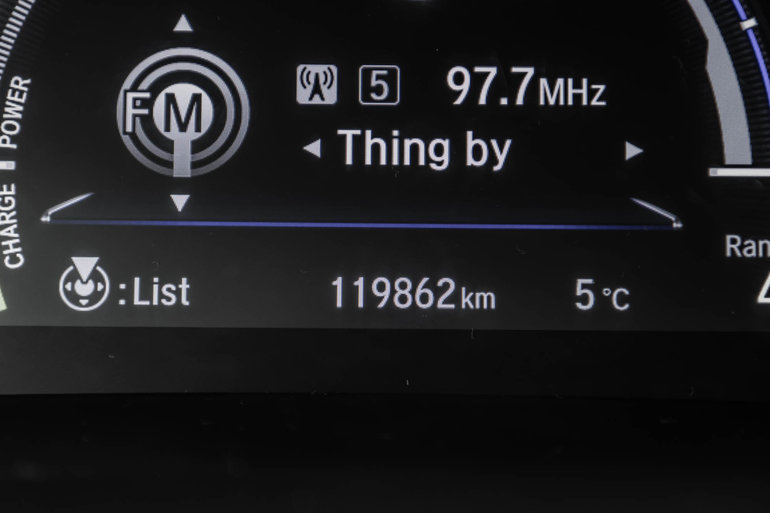 FM
5 97.7MHz
Thing by
POWER
CHARGE
Ran
:List
119862km
5°C